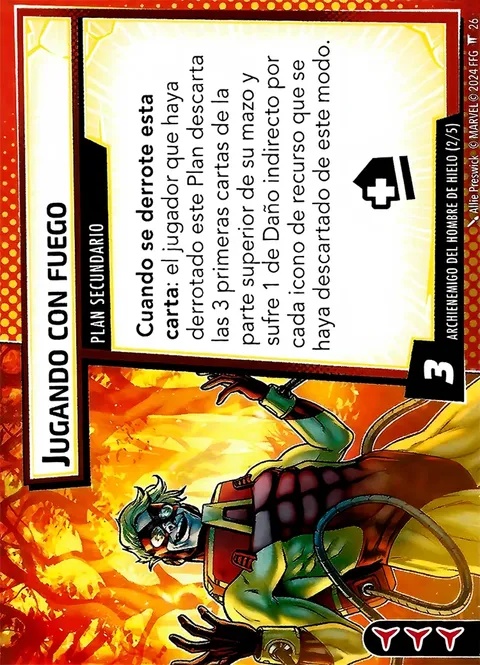 JUGANDO CON FUEGO
PLAN SECUNDARIO
Cuando se derrote esta
carta: el jugador que haya
derrotado este Plan descarta
las 3 primeras cartas de la
parte superior de su mazo y
sufre 1 de Daño indirecto por
cada icono de recurso que se
haya descartado de este modo.
3
ARCHIENEMIGO DEL HOMBRE DE HIELO (2/5)
Allie Preswick © MARVEL © 2024 FFG 26